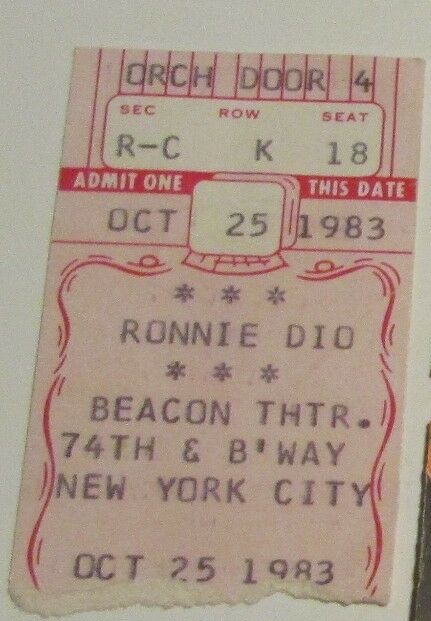 ORCH DOOR 4
SEC ROW SEAT
R-C K 18
ADMIT ONE THIS DATE
OCT 25 1983
* * *
RONNIE DIO
* * *
BEACON THTR.
74TH & B'WAY
NEW YORK CITY
OCT 25 1983